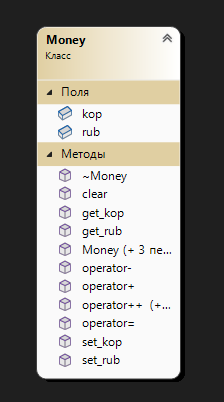 Money
Класс
Поля
kop
rub
Методы
~Money
clear
get_kop
get_rub
Money (+ 3 пе...
operator-
operator+
operator++ (+...
operator=
set_kop
set_rub